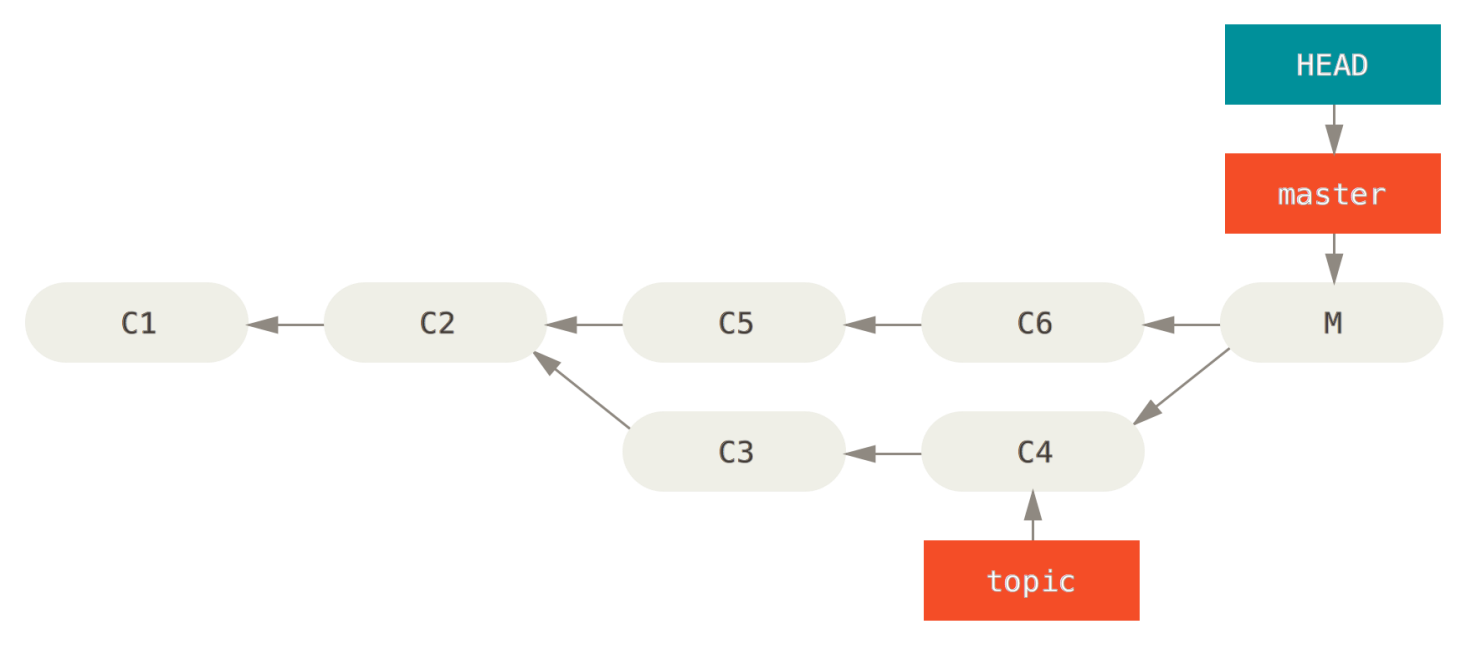 HEAD
master
C1 C2 C5 C6 M
C3 C4
topic